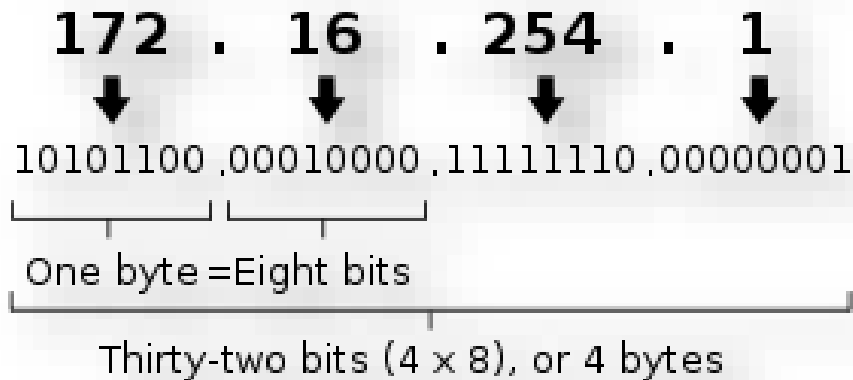 172 . 16 . 254 . 1
10101100 .00010000 .11111110 .00000001
One byte =Eight bits
Thirty-two bits (4 x 8), or 4 bytes